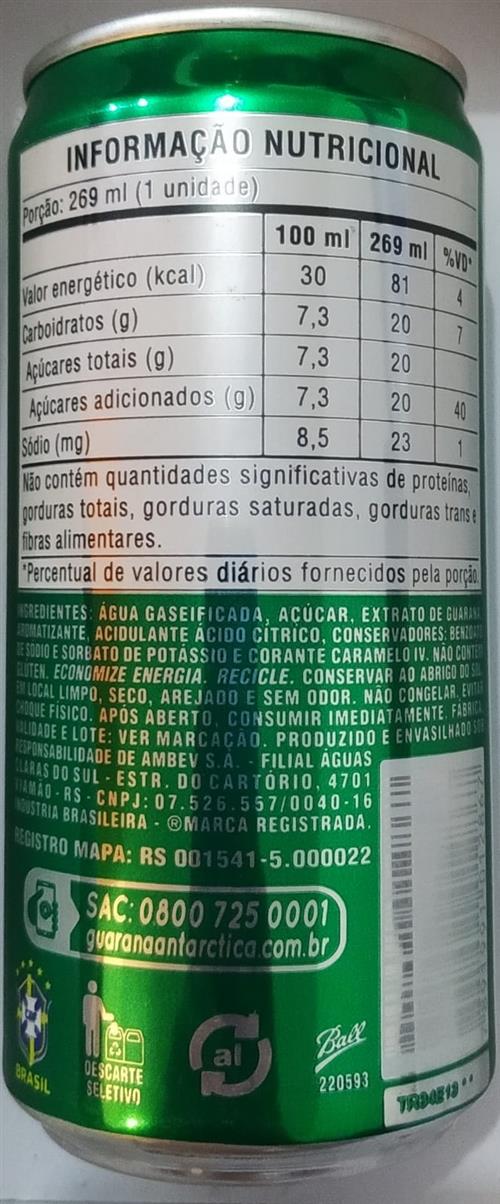 INFORMAÇÃO NUTRICIONAL
Porção: 269 ml (1 unidade)
100 ml 269 ml %VD*
Valor energético (kcal) 30 81 4
Carboidratos (g) 7,3 20 7
Açúcares totais (g) 7,3 20
Açúcares adicionados (g) 7,3 20 40
Sódio (mg) 8,5 23 1
Não contém quantidades significativas de proteínas,
gorduras totais, gorduras saturadas, gorduras trans e
fibras alimentares.
*Percentual de valores diários fornecidos pela porção.
INGREDIENTES: ÁGUA GASEIFICADA, AÇÚCAR, EXTRATO DE GUARANÁ,
AROMATIZANTE, ACIDULANTE ÁCIDO CÍTRICO, CONSERVADORES: BENZOATO
DE SÓDIO E SORBATO DE POTÁSSIO E CORANTE CARAMELO IV. NÃO CONTÉM
GLÚTEN. ECONOMIZE ENERGIA. RECICLE. CONSERVAR AO ABRIGO DO SOL,
EM LOCAL LIMPO, SECO, AREJADO E SEM ODOR. NÃO CONGELAR, EVITAR
CHOQUE FÍSICO. APÓS ABERTO, CONSUMIR IMEDIATAMENTE. FABRICAÇÃO,
VALIDADE E LOTE: VER MARCAÇÃO. PRODUZIDO E ENVASILHADO SOB
RESPONSABILIDADE DE AMBEV S.A. - FILIAL ÁGUAS
CLARAS DO SUL - ESTR. DO CARTÓRIO, 4701
VIAMÃO - RS - CNPJ: 07.526.557/0040-16
INDÚSTRIA BRASILEIRA - ®MARCA REGISTRADA.
REGISTRO MAPA: RS 001541-5.000022
SAC: 0800 725 0001
guaranaantarctica.com.br
CBF
BRASIL
DESCARTE
SELETIVO
al
Ball
220593